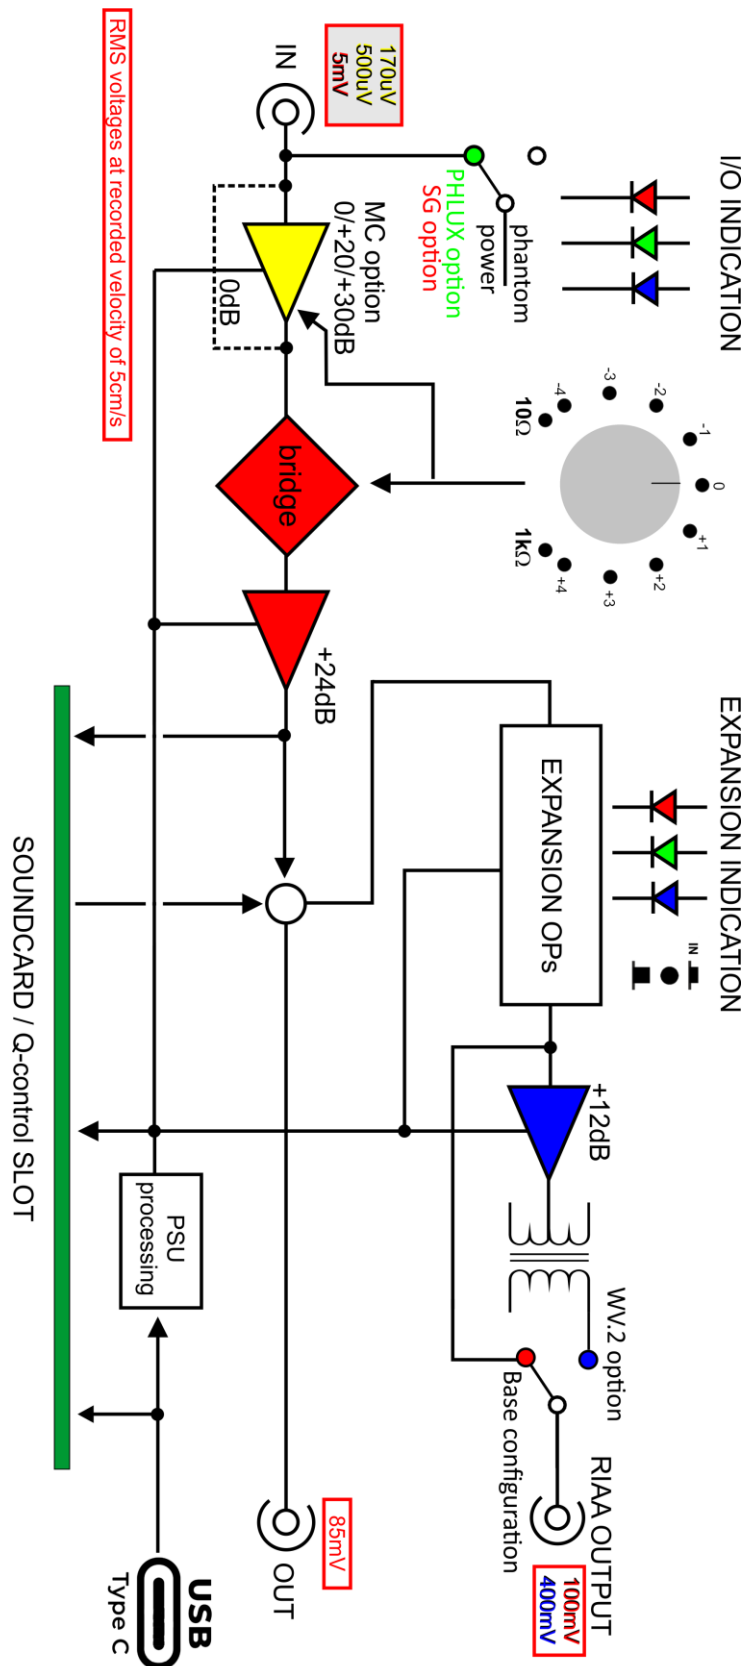 I/O INDICATION
EXPANSION INDICATION
IN
-4
-3
-2
-1
0
+1
+2
+3
+4
10Ω
1kΩ
phantom
power
PHLUX option
SG option
EXPANSION OPs
+12dB
WV.2 option
Base configuration
RIAA OUTPUT
100mV
400mV
170uV
500uV
5mV
IN
MC option
0/+20/+30dB
0dB
bridge
+24dB
85mV
OUT
PSU
processing
USB
Type C
RMS voltages at recorded velocity of 5cm/s
SOUNDCARD / Q-control SLOT